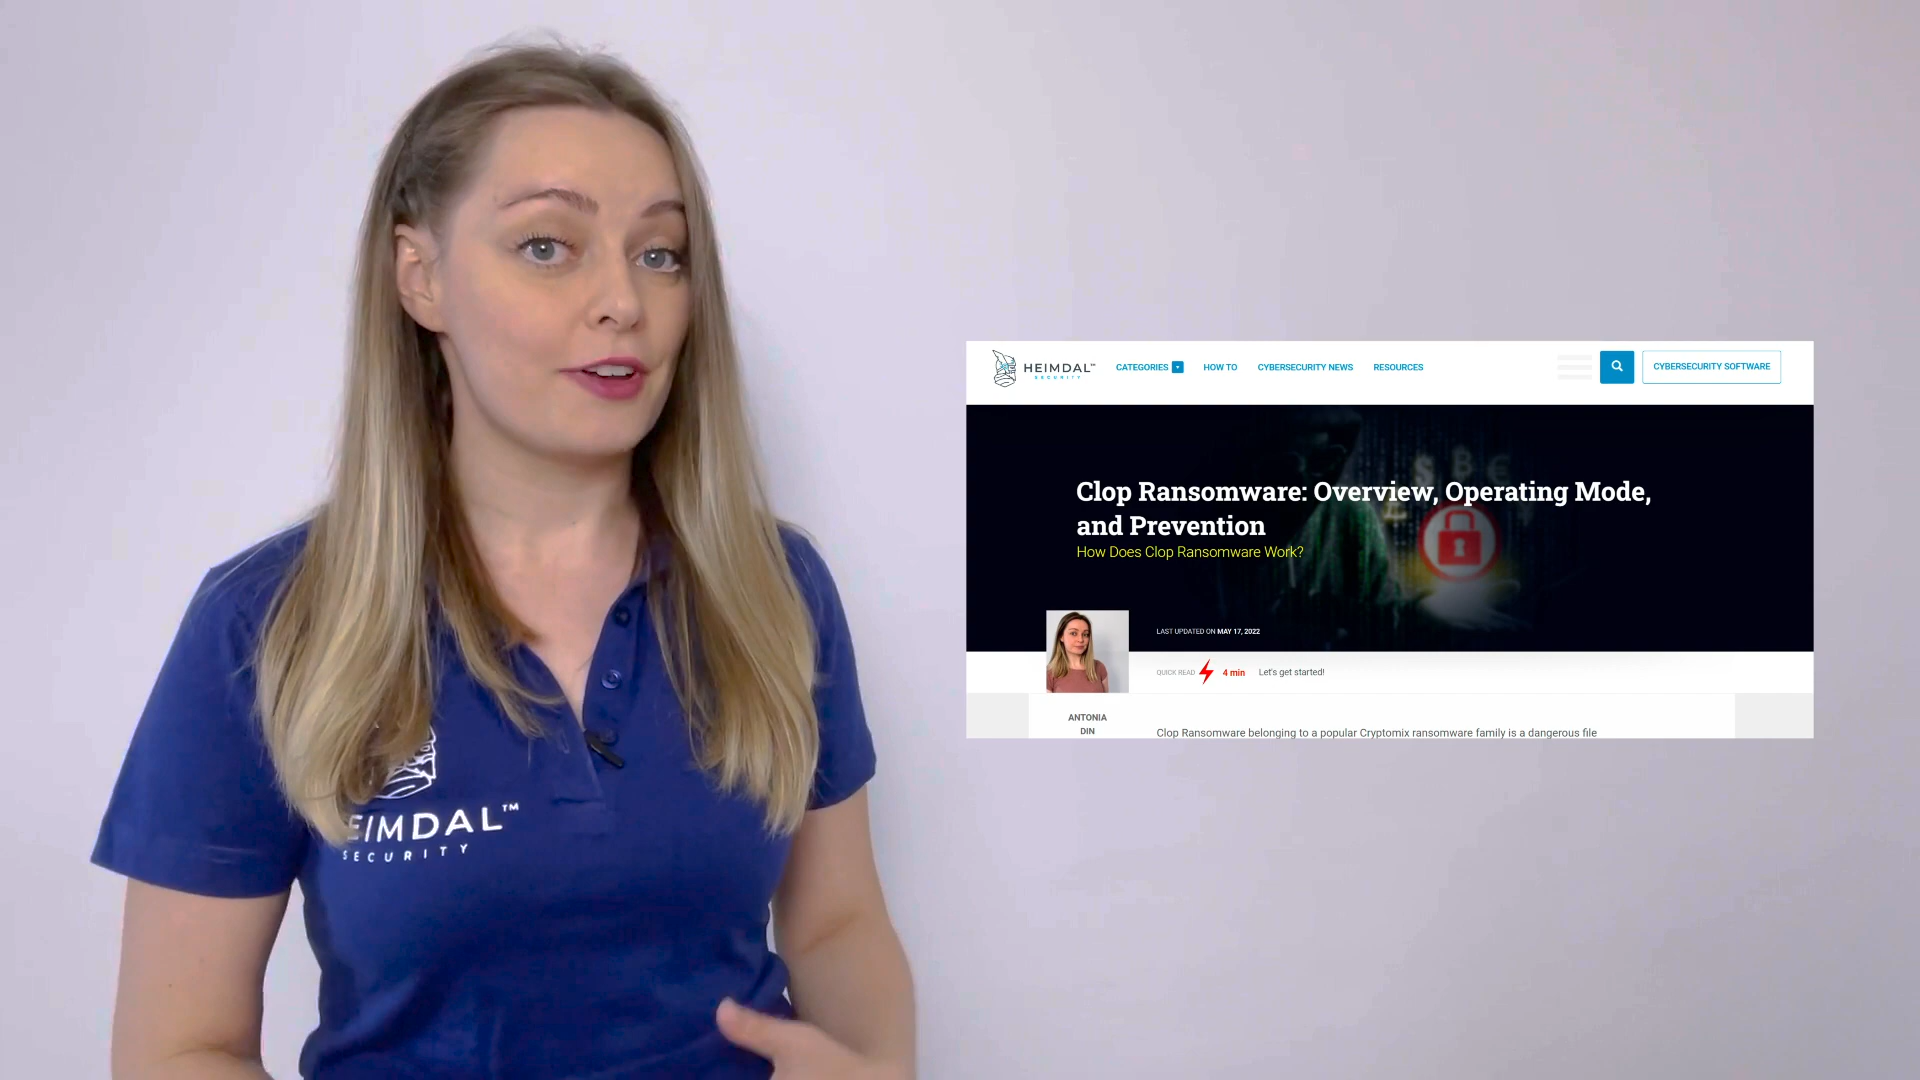 EIMDAL™
SECURITY
HEIMDAL™
SECURITY
CATEGORIES
HOW TO
CYBERSECURITY NEWS
RESOURCES
CYBERSECURITY SOFTWARE
$ B €
Clop Ransomware: Overview, Operating Mode,
and Prevention
How Does Clop Ransomware Work?
LAST UPDATED ON MAY 17, 2022
QUICK READ 4 min Let's get started!
ANTONIA
DIN
Clop Ransomware belonging to a popular Cryptomix ransomware family is a dangerous file